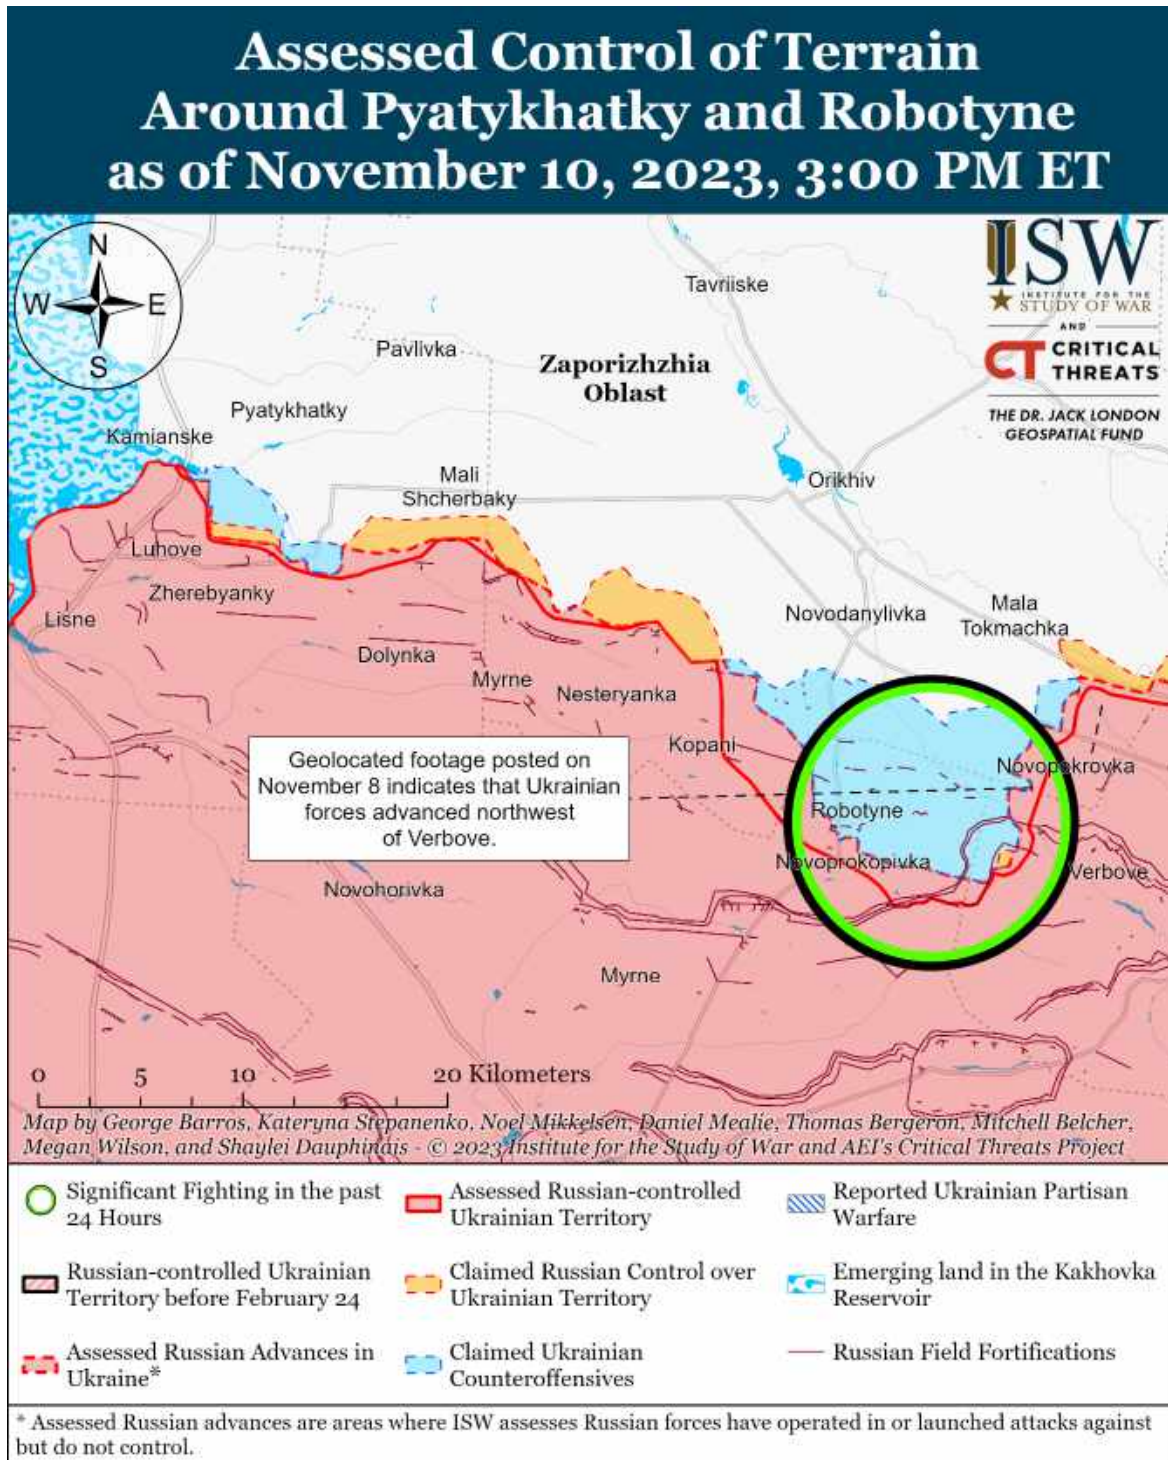 Assessed Control of Terrain
Around Pyatykhatky and Robotyne
as of November 10, 2023, 3:00 PM ET
N
W
E
S
ISW
INSTITUTE FOR THE
STUDY OF WAR
AND
CT CRITICAL
THREATS
THE DR. JACK LONDON
GEOSPATIAL FUND
Tavriiske
Pavlivka
Zaporizhzhia
Oblast
Pyatykhatky
Kamianske
Mali
Shcherbaky
Orikhiv
Luhove
Zherebyanky
Lisne
Novodanylivka
Mala
Tokmachka
Dolynka
Myrne
Nesteryanka
Kopani
Novopokrovka
Geolocated footage posted on
November 8 indicates that Ukrainian
forces advanced northwest
of Verbove.
Robotyne
Novoprokopivka
Verbove
Novohorivka
Myrne
0 5 10 20 Kilometers
Map by George Barros, Kateryna Stepanenko, Noel Mikkelsen, Daniel Mealie, Thomas Bergeron, Mitchell Belcher,
Megan Wilson, and Shaylei Dauphinais - © 2023 Institute for the Study of War and AEI's Critical Threats Project
Significant Fighting in the past
24 Hours
Assessed Russian-controlled
Ukrainian Territory
Reported Ukrainian Partisan
Warfare
Russian-controlled Ukrainian
Territory before February 24
Claimed Russian Control over
Ukrainian Territory
Emerging land in the Kakhovka
Reservoir
Assessed Russian Advances in
Ukraine*
Claimed Ukrainian
Counteroffensives
Russian Field Fortifications
* Assessed Russian advances are areas where ISW assesses Russian forces have operated in or launched attacks against
but do not control.